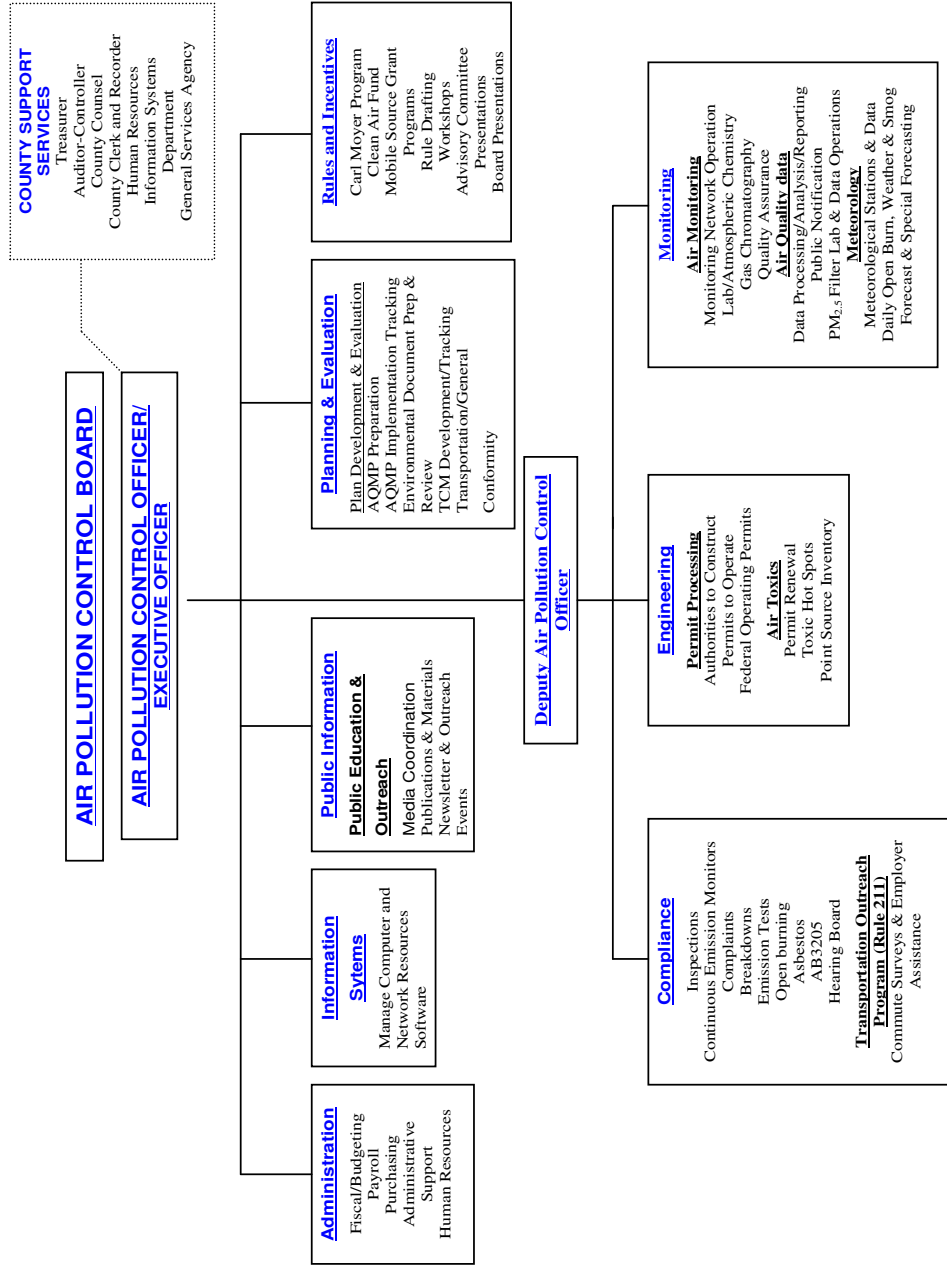 COUNTY SUPPORT
SERVICES
Treasurer
Auditor-Controller
County Counsel
County Clerk and Recorder
Human Resources
Information Systems
Department
General Services Agency
AIR POLLUTION CONTROL BOARD
AIR POLLUTION CONTROL OFFICER/
EXECUTIVE OFFICER
Administration
Fiscal/Budgeting
Payroll
Purchasing
Administrative
Support
Human Resources
Information
Sytems
Manage Computer and
Network Resources
Software
Public Information
Public Education &
Outreach
Media Coordination
Publications & Materials
Newsletter & Outreach
Events
Planning & Evaluation
Plan Development & Evaluation
AQMP Preparation
AQMP Implementation Tracking
Environmental Document Prep &
Review
TCM Development/Tracking
Transportation/General
Conformity
Rules and Incentives
Carl Moyer Program
Clean Air Fund
Mobile Source Grant
Programs
Rule Drafting
Workshops
Advisory Committee
Presentations
Board Presentations
Deputy Air Pollution Control
Officer
Compliance
Inspections
Continuous Emission Monitors
Complaints
Breakdowns
Emission Tests
Open burning
Asbestos
AB3205
Hearing Board
Transportation Outreach
Program (Rule 211)
Commute Surveys & Employer
Assistance
Engineering
Permit Processing
Authorities to Construct
Permits to Operate
Federal Operating Permits
Air Toxics
Permit Renewal
Toxic Hot Spots
Point Source Inventory
Monitoring
Air Monitoring
Monitoring Network Operation
Lab/Atmospheric Chemistry
Gas Chromatography
Quality Assurance
Air Quality data
Data Processing/Analysis/Reporting
Public Notification
PM2.5 Filter Lab & Data Operations
Meteorology
Meteorological Stations & Data
Daily Open Burn, Weather & Smog
Forecast & Special Forecasting